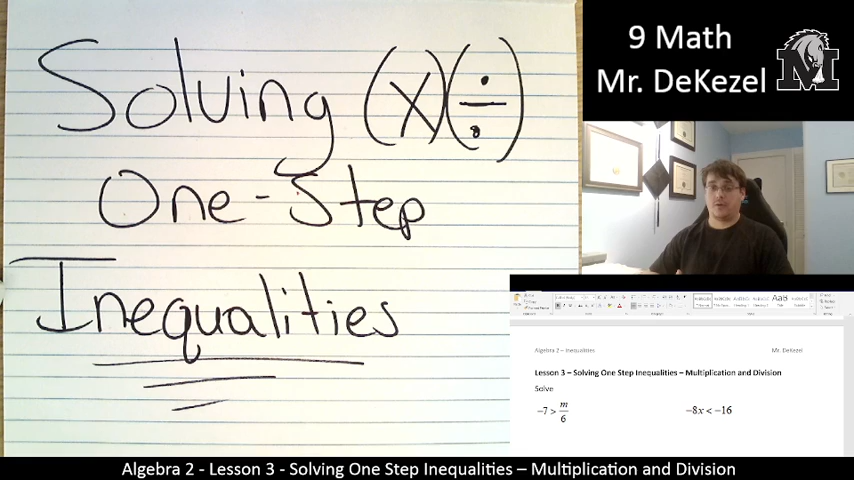 Solving (×)(÷)
One-Step
Inequalities
9 Math
Mr. DeKezel
M
Algebra 2 – Inequalities
Mr. DeKezel
Lesson 3 – Solving One Step Inequalities – Multiplication and Division
Solve
−7 > m/6
−8x < −16
Algebra 2 - Lesson 3 - Solving One Step Inequalities – Multiplication and Division